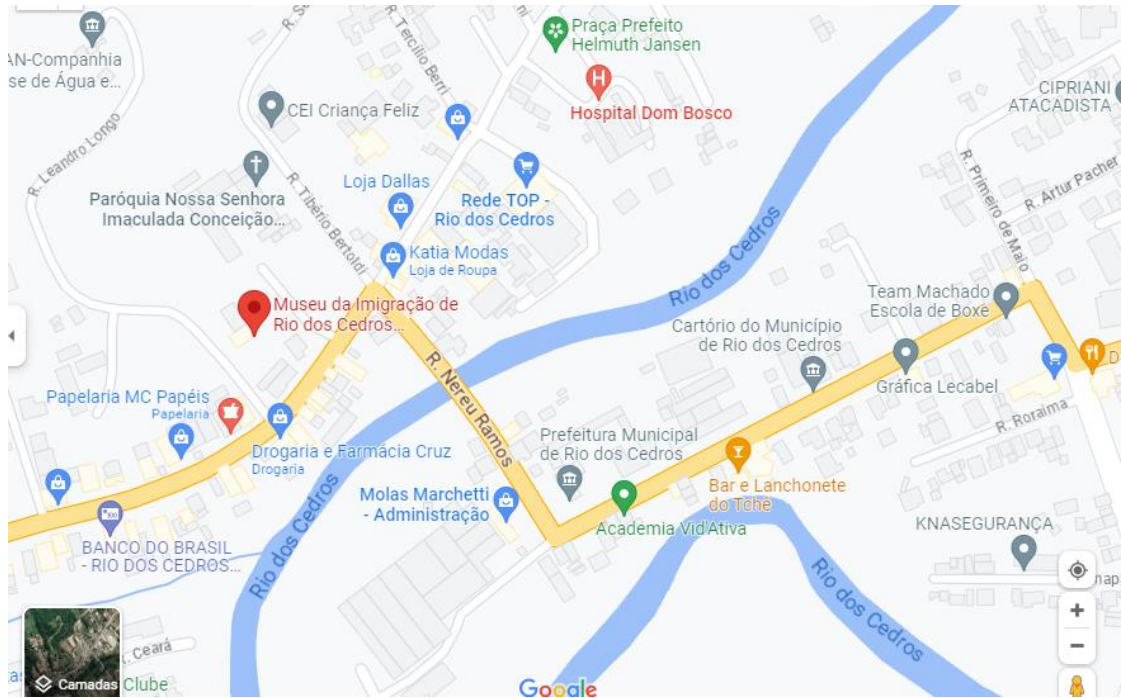 AN-Companhia
se de Água e...
Praça Prefeito
Helmuth Jansen
Hospital Dom Bosco
CIPRIANI
ATACADISTA
CEI Criança Feliz
R. Tercílio Berri
R. Leandro Longo
Paróquia Nossa Senhora
Imaculada Conceição...
R. Tibério Bertoldi
Loja Dallas
Rede TOP -
Rio dos Cedros
Katia Modas
Loja de Roupa
Rio dos Cedros
R. Primeiro de Maio
R. Artur Pacher
Museu da Imigração de
Rio dos Cedros...
Team Machado
Escola de Boxe
Cartório do Município
de Rio dos Cedros
Gráfica Lecabel
D
R. Nereu Ramos
Papelaria MC Papéis
Papelaria
Drogaria e Farmácia Cruz
Drogaria
Prefeitura Municipal
de Rio dos Cedros
R. Roraima
Bar e Lanchonete
do Tchê
Molas Marchetti
- Administração
Academia Vid'Ativa
KNASEGURANÇA
BANCO DO BRASIL
- RIO DOS CEDROS...
Rio dos Cedros
Rio dos Cedros
Ceará
Camadas
Clube
Google